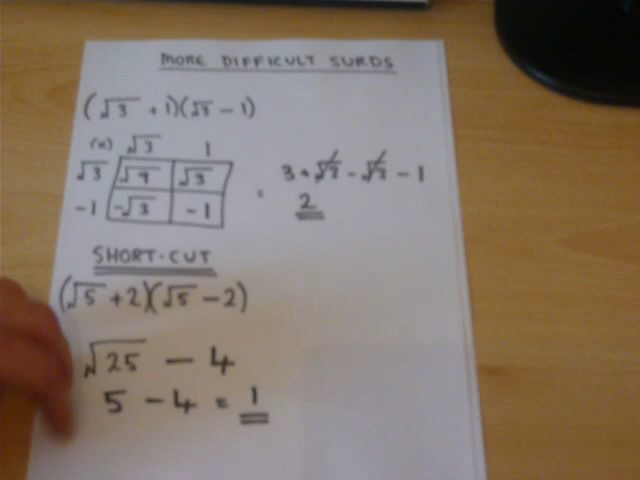 MORE DIFFICULT SURDS
(√3 + 1)(√3 - 1)
(x) √3 1
√3 √9 √3
-1 -√3 -1
= 3 + √3 - √3 - 1
2
SHORT-CUT
(√5 + 2)(√5 - 2)
√25 - 4
5 - 4 = 1